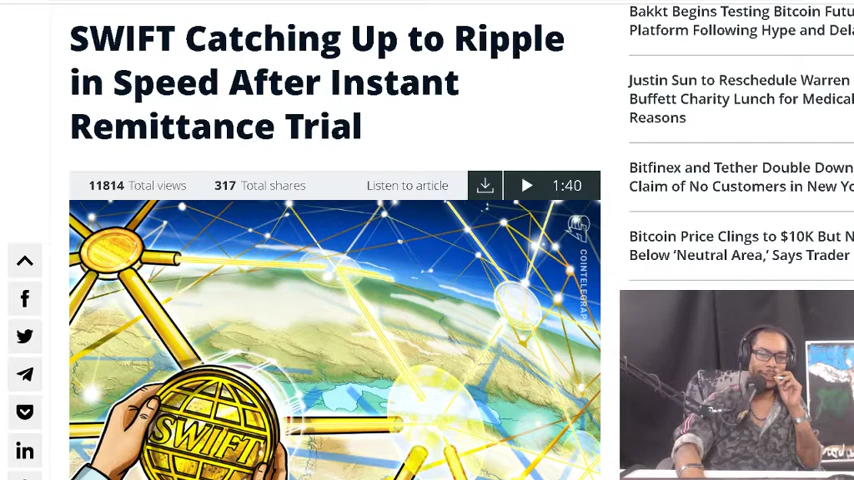 SWIFT Catching Up to Ripple
in Speed After Instant
Remittance Trial
11814 Total views
317 Total shares
Listen to article
1:40
COINTELEGRAPH
SWIFT
Bakkt Begins Testing Bitcoin Futu
Platform Following Hype and Dela
Justin Sun to Reschedule Warren
Buffett Charity Lunch for Medical
Reasons
Bitfinex and Tether Double Down
Claim of No Customers in New Yo
Bitcoin Price Clings to $10K But N
Below ‘Neutral Area,’ Says Trader